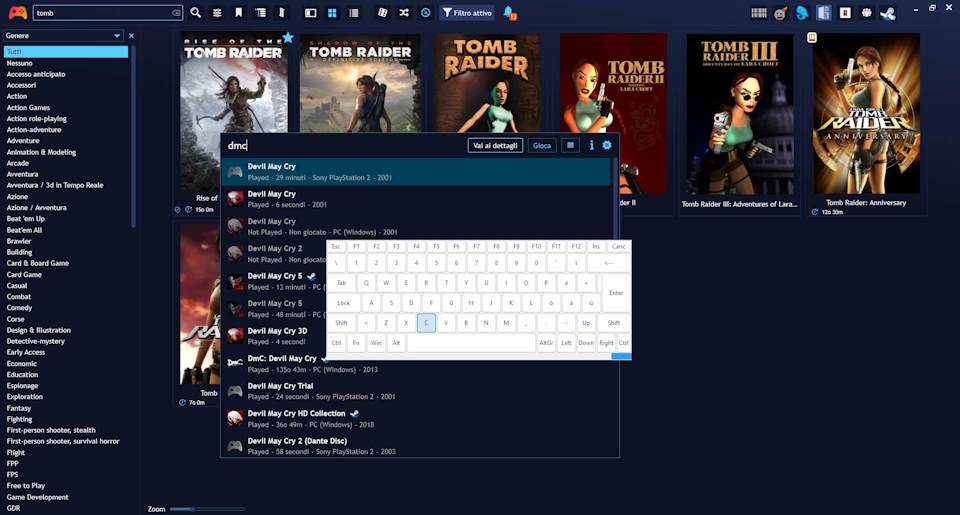 tomb
Filtro attivo
13
Genere
Tutti
Nessuno
Accesso anticipato
Accessori
Action
Action Games
Action role-playing
Action-adventure
Adventure
Animation & Modeling
Arcade
Avventura
Avventura / 3d in Tempo Reale
Azione
Azione / Avventura
Beat 'em Up
Beat'em All
Brawler
Building
Card & Board Game
Card Game
Casual
Combat
Comedy
Corse
Design & Illustration
Detective-mystery
Early Access
Economic
Education
Espionage
Exploration
Fantasy
Fighting
First-person shooter, stealth
First-person shooter, survival horror
Flight
FPP
FPS
Free to Play
Game Development
GDR
RISE OF THE
TOMB RAIDER
Rise of
15o 0m
SHADOW OF THE
TOMB RAIDER
DEFINITIVE EDITION
TOMB
RAIDER
TOMB
RAIDER II
LARA CROFT
er II
TOMB
RAIDER III
ADVENTURES OF LARA CROFT
Tomb Raider III: Adventures of Lara...
LARA CROFT
TOMB
RAIDER
ANNIVERSARY
Tomb Raider: Anniversary
12o 30m
Tomb
7o 0m
dmc
Vai ai dettagli
Gioca
Devil May Cry
Played - 29 minuti - Sony PlayStation 2 - 2001
Devil May Cry
Played - 6 secondi - 2001
Devil May Cry
Not Played - Non giocato - PC (Windows) - 2001
Devil May Cry 2
Not Played - Non gioca
Devil May Cry 5
Played - 13 minuti - PC (W
Devil May Cry 5
Played - 48 minuti - PC (W
Devil May Cry 3D
Played - 4 secondi
DmC DmC: Devil May Cry
Played - 135o 43m - PC (Windows) - 2013
Devil May Cry Trial
Played - 24 secondi - Sony PlayStation 2 - 2001
Devil May Cry HD Collection
Played - 36o 49m - PC (Windows) - 2018
Devil May Cry 2 (Dante Disc)
Played - 58 secondi - Sony PlayStation 2 - 2003
Esc F1 F2 F3 F4 F5 F6 F7 F8 F9 F10 F11 F12 Ins Canc
\ 1 2 3 4 5 6 7 8 9 0 ' ì <--
Tab Q W E R T Y U I O P è + Enter
Lock A S D F G H J K L ò à ù
Shift < Z X C V B N M , . - Up Shift
Ctrl Fn Win Alt AltGr Left Down Right Ctrl
Zoom